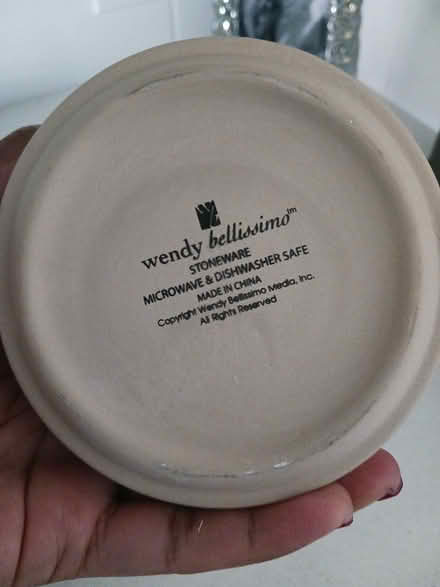 wendy bellissimo™
STONEWARE
MICROWAVE & DISHWASHER SAFE
MADE IN CHINA
Copyright Wendy Bellissimo Media, Inc.
All Rights Reserved